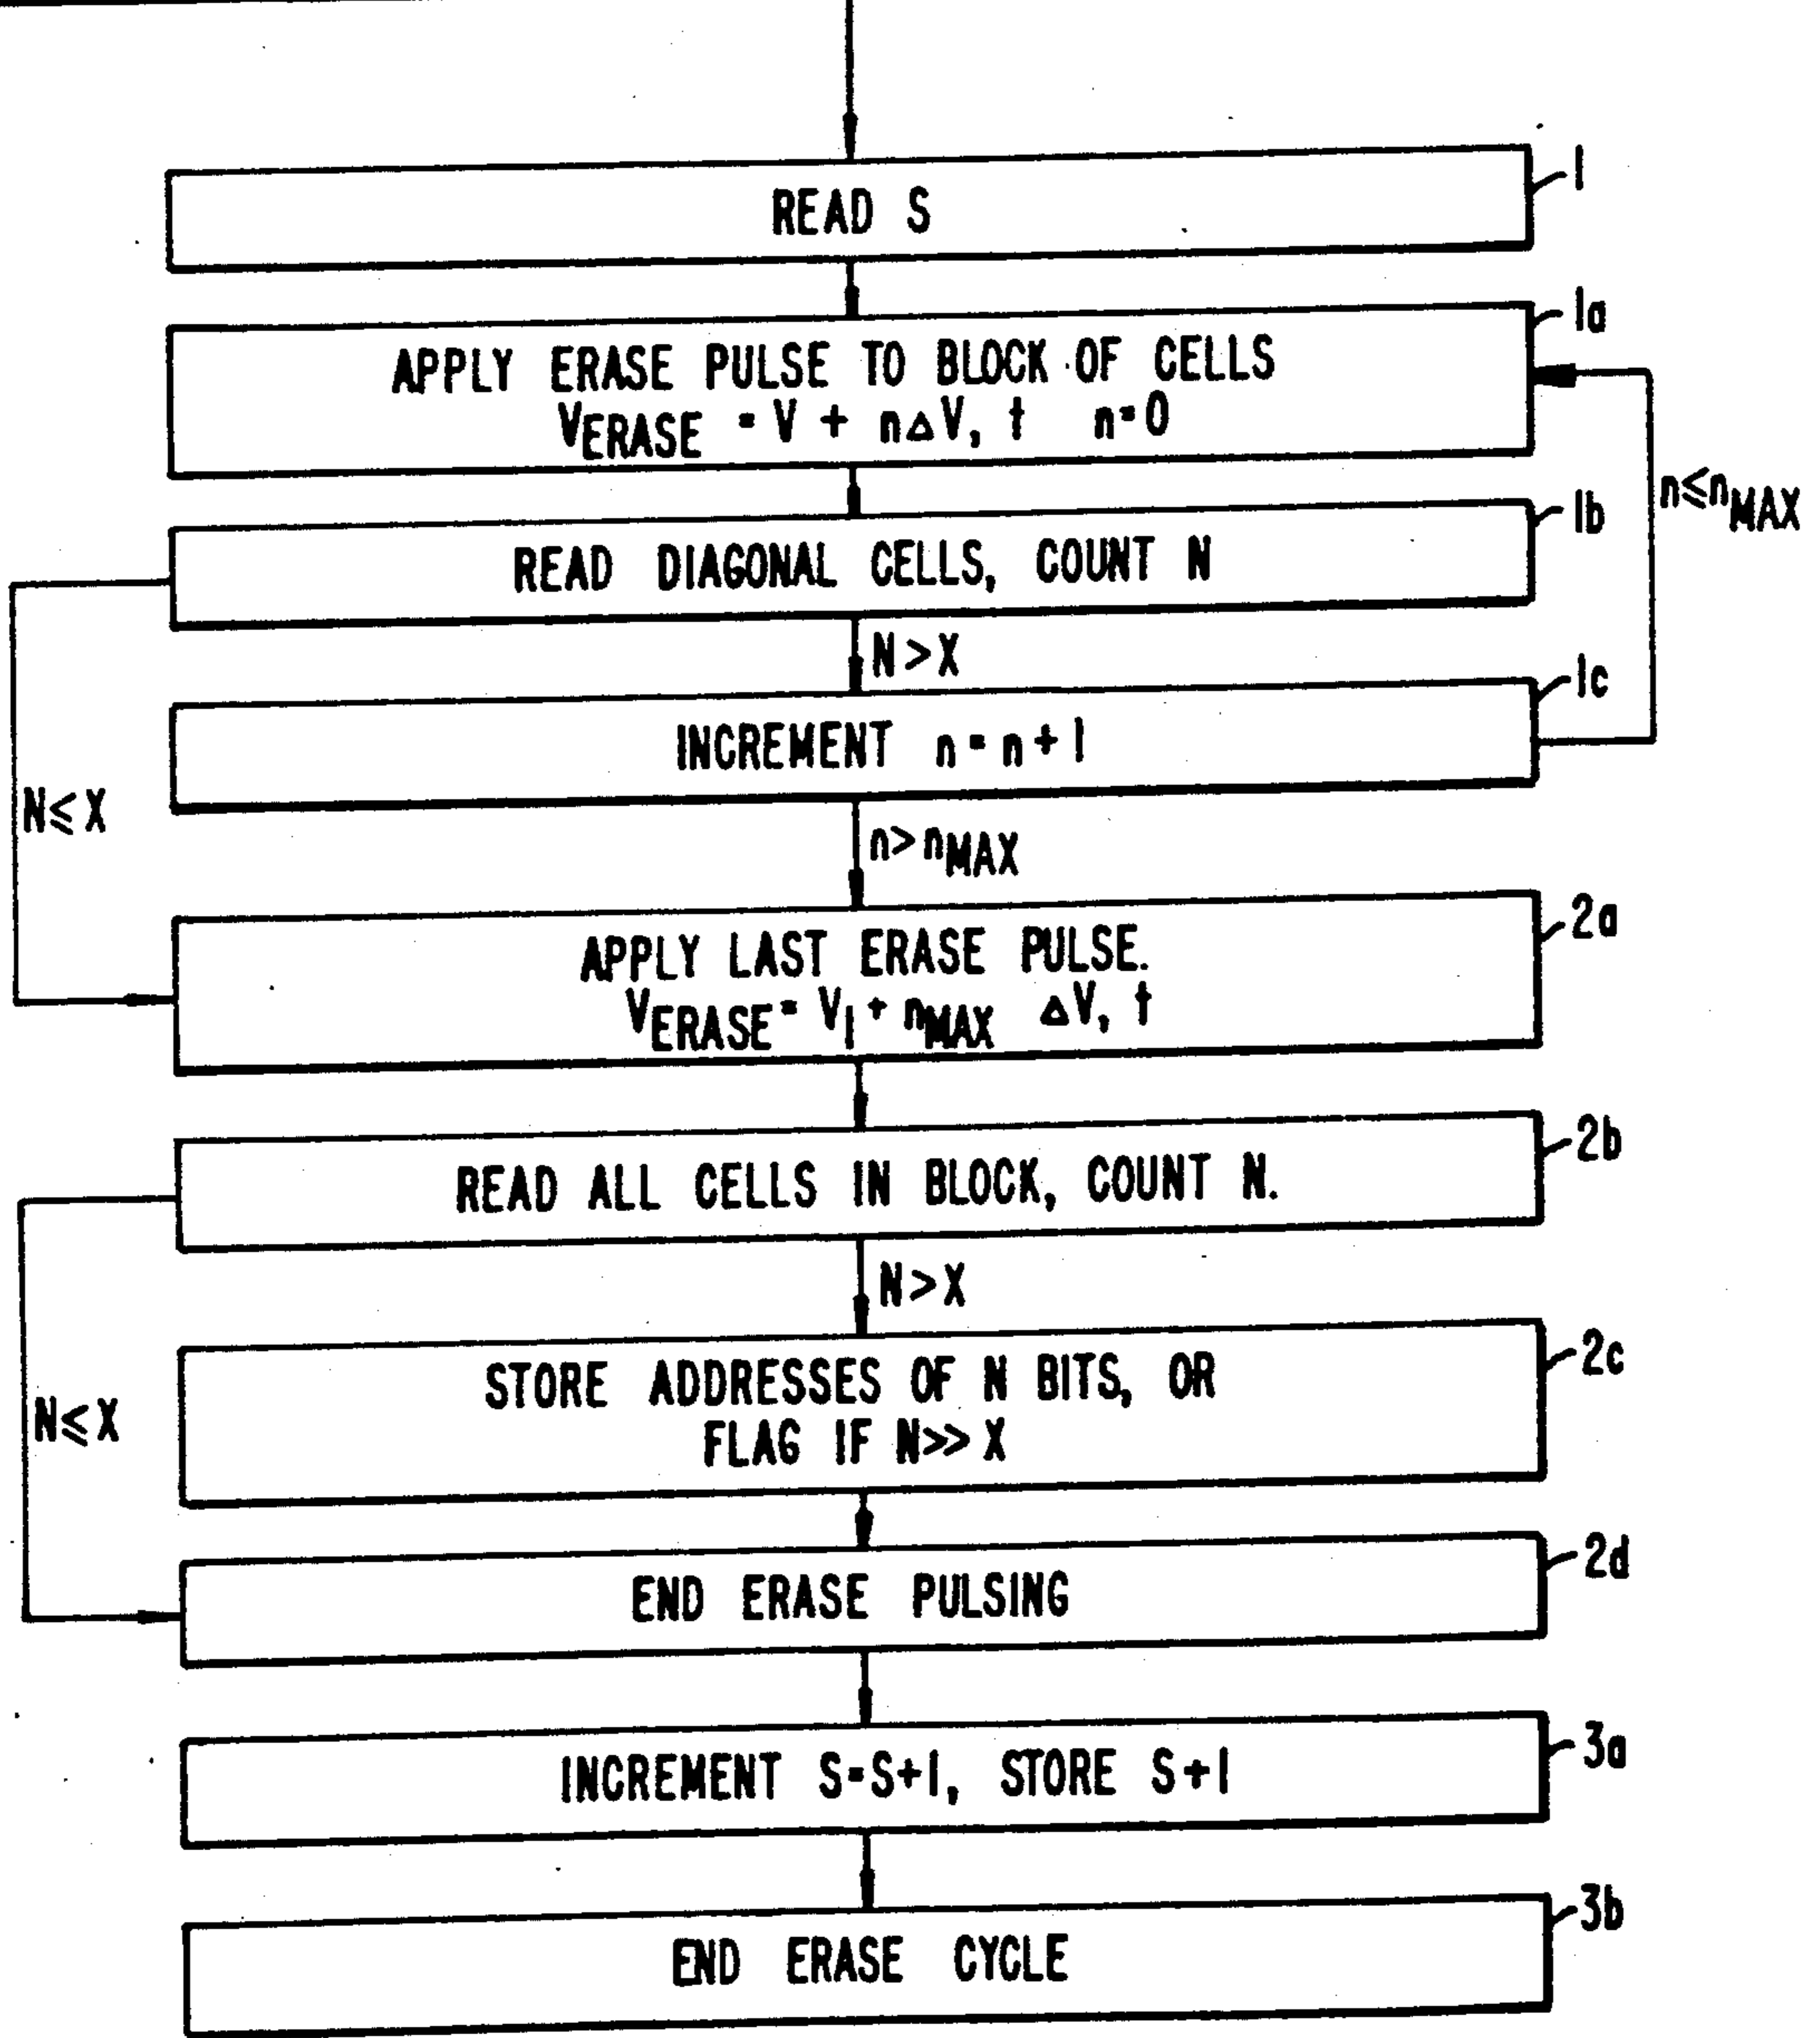 READ S
1
APPLY ERASE PULSE TO BLOCK OF CELLS
VERASE = V + n△V, t n=0
1a
READ DIAGONAL CELLS, COUNT N
1b
n≤nMAX
N>X
INCREMENT n=n+1
1c
N≤X
n>nMAX
APPLY LAST ERASE PULSE.
VERASE= V1+ nMAX △V, t
2a
READ ALL CELLS IN BLOCK, COUNT N.
2b
N>X
STORE ADDRESSES OF N BITS, OR
FLAG IF N>>X
2c
N≤X
END ERASE PULSING
2d
INCREMENT S=S+1, STORE S+1
3a
END ERASE CYCLE
3b